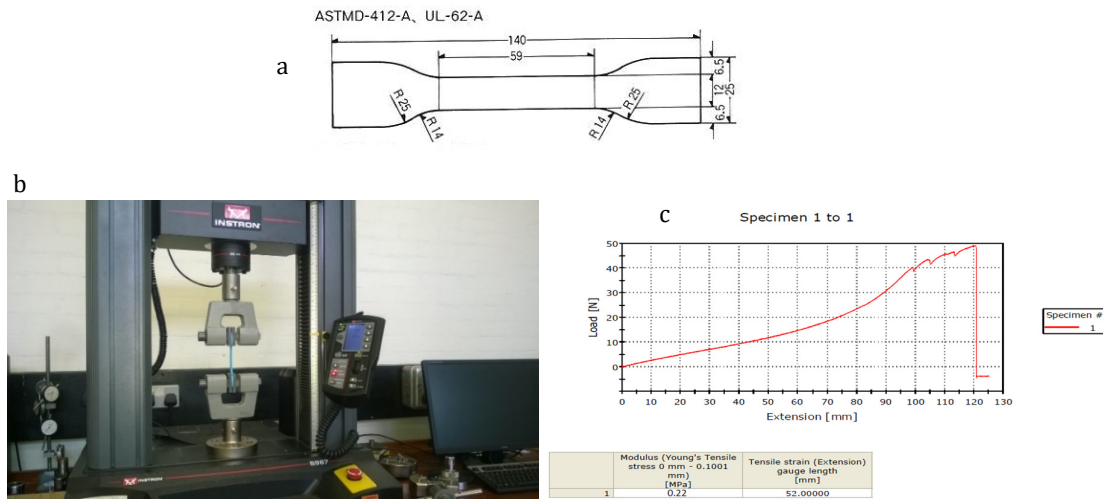 ASTMD-412-A、UL-62-A
a
140
59
6.5
12
25
6.5
R 25
R 14
R 14
R 25
b
INSTRON
INSTRON
5967
c
Specimen 1 to 1
Load [N]
50
40
30
20
10
0
0 10 20 30 40 50 60 70 80 90 100 110 120 130
Extension [mm]
Specimen #
1
Modulus (Young's Tensile stress 0 mm - 0.1001 mm) [MPa]
Tensile strain (Extension) gauge length [mm]
1 0.22 52.00000